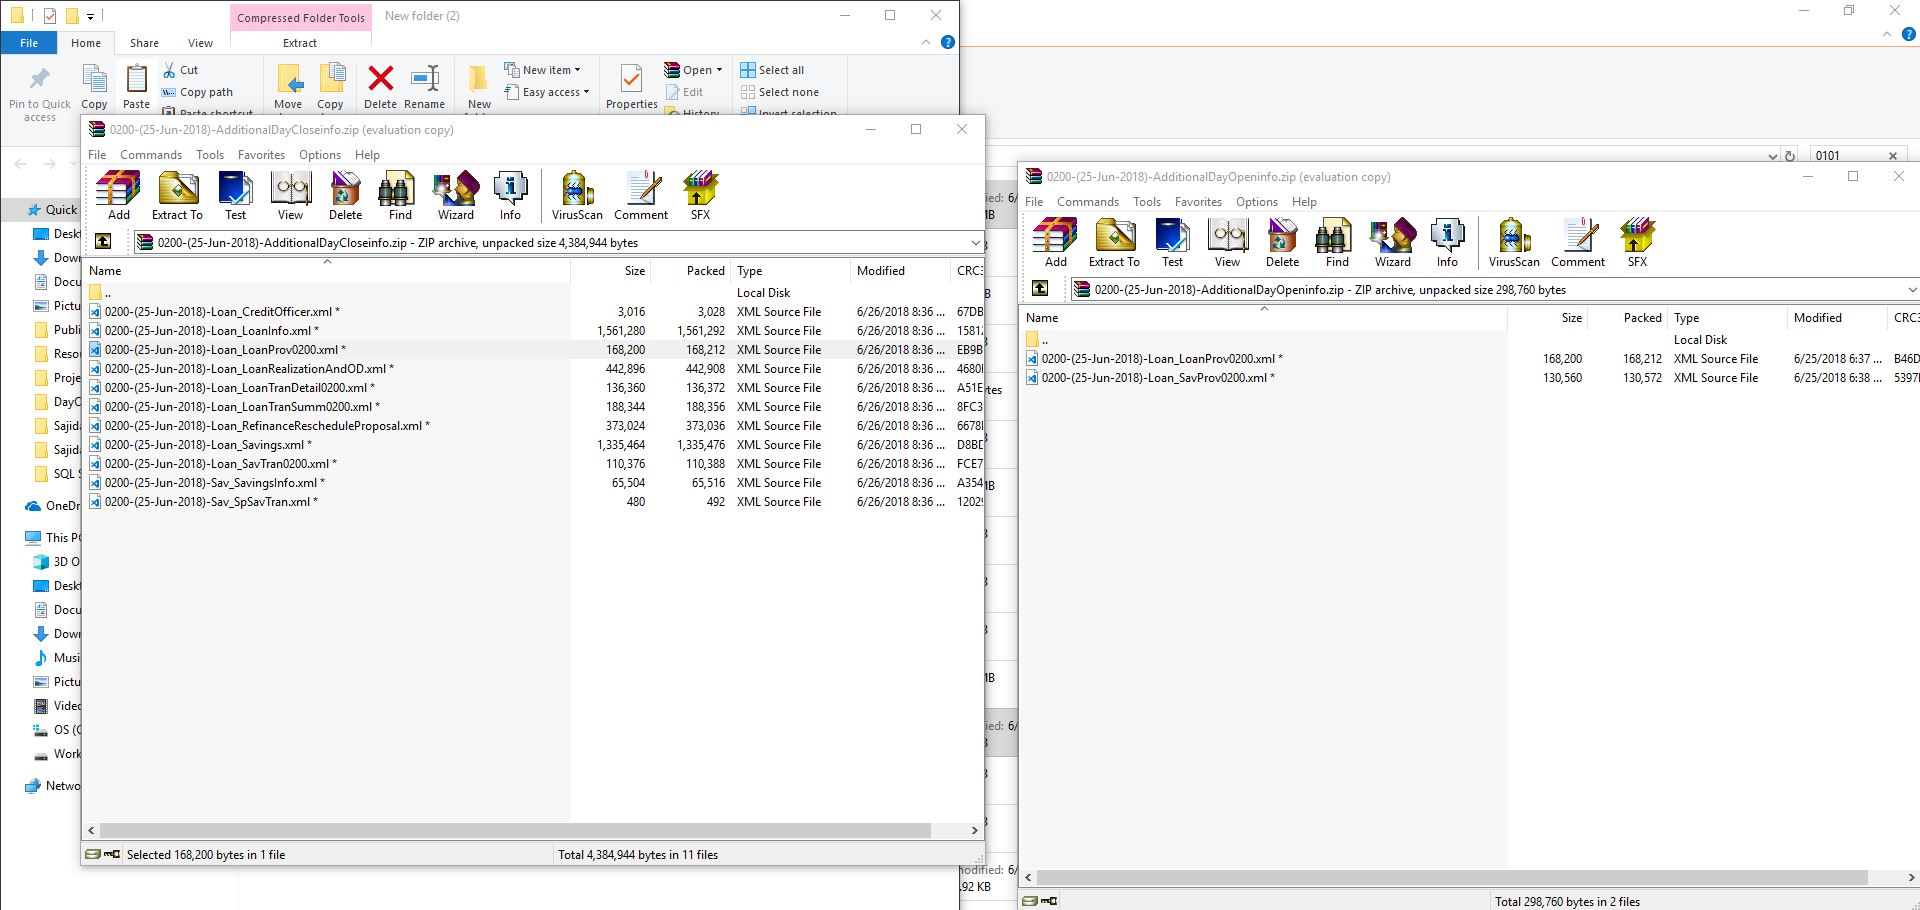 Compressed Folder Tools New folder (2)
File Home Share View Extract
Pin to Quick access Copy Paste Cut Copy path Paste shortcut Move Copy Delete Rename New New item Easy access Properties Open Edit History Select all Select none Invert selection
0101
0200-(25-Jun-2018)-AdditionalDayCloseinfo.zip (evaluation copy)
File Commands Tools Favorites Options Help
Add Extract To Test View Delete Find Wizard Info VirusScan Comment SFX
0200-(25-Jun-2018)-AdditionalDayCloseinfo.zip - ZIP archive, unpacked size 4,384,944 bytes
Name Size Packed Type Modified CRC3
.. Local Disk
0200-(25-Jun-2018)-Loan_CreditOfficer.xml * 3,016 3,028 XML Source File 6/26/2018 8:36 ... 67DB
0200-(25-Jun-2018)-Loan_LoanInfo.xml * 1,561,280 1,561,292 XML Source File 6/26/2018 8:36 ... 15812
0200-(25-Jun-2018)-Loan_LoanProv0200.xml * 168,200 168,212 XML Source File 6/26/2018 8:36 ... EB9B
0200-(25-Jun-2018)-Loan_LoanRealizationAndOD.xml * 442,896 442,908 XML Source File 6/26/2018 8:36 ... 4680
0200-(25-Jun-2018)-Loan_LoanTranDetail0200.xml * 136,360 136,372 XML Source File 6/26/2018 8:36 ... A51E
0200-(25-Jun-2018)-Loan_LoanTranSumm0200.xml * 188,344 188,356 XML Source File 6/26/2018 8:36 ... 8FC3
0200-(25-Jun-2018)-Loan_RefinanceRescheduleProposal.xml * 373,024 373,036 XML Source File 6/26/2018 8:36 ... 6678
0200-(25-Jun-2018)-Loan_Savings.xml * 1,335,464 1,335,476 XML Source File 6/26/2018 8:36 ... D8BD
0200-(25-Jun-2018)-Loan_SavTran0200.xml * 110,376 110,388 XML Source File 6/26/2018 8:36 ... FCE7
0200-(25-Jun-2018)-Sav_SavingsInfo.xml * 65,504 65,516 XML Source File 6/26/2018 8:36 ... A354
0200-(25-Jun-2018)-Sav_SpSavTran.xml * 480 492 XML Source File 6/26/2018 8:36 ... 1202
Selected 168,200 bytes in 1 file Total 4,384,944 bytes in 11 files
Quick
Deskt
Down
Docu
Pictu
Publi
Resou
Proje
DayO
Sajida
Sajida
SQL S
OneDr
This PC
3D O
Deskt
Docu
Down
Musi
Pictu
Video
OS (C
Work
Netwo
0200-(25-Jun-2018)-AdditionalDayOpeninfo.zip (evaluation copy)
File Commands Tools Favorites Options Help
Add Extract To Test View Delete Find Wizard Info VirusScan Comment SFX
0200-(25-Jun-2018)-AdditionalDayOpeninfo.zip - ZIP archive, unpacked size 298,760 bytes
Name Size Packed Type Modified CRC3
.. Local Disk
0200-(25-Jun-2018)-Loan_LoanProv0200.xml * 168,200 168,212 XML Source File 6/25/2018 6:37 ... B46D
0200-(25-Jun-2018)-Loan_SavProv0200.xml * 130,560 130,572 XML Source File 6/25/2018 6:38 ... 5397
Total 298,760 bytes in 2 files
ied: 6/
MB
tes
MB
MB
ied: 6/
odified: 6/
.92 KB